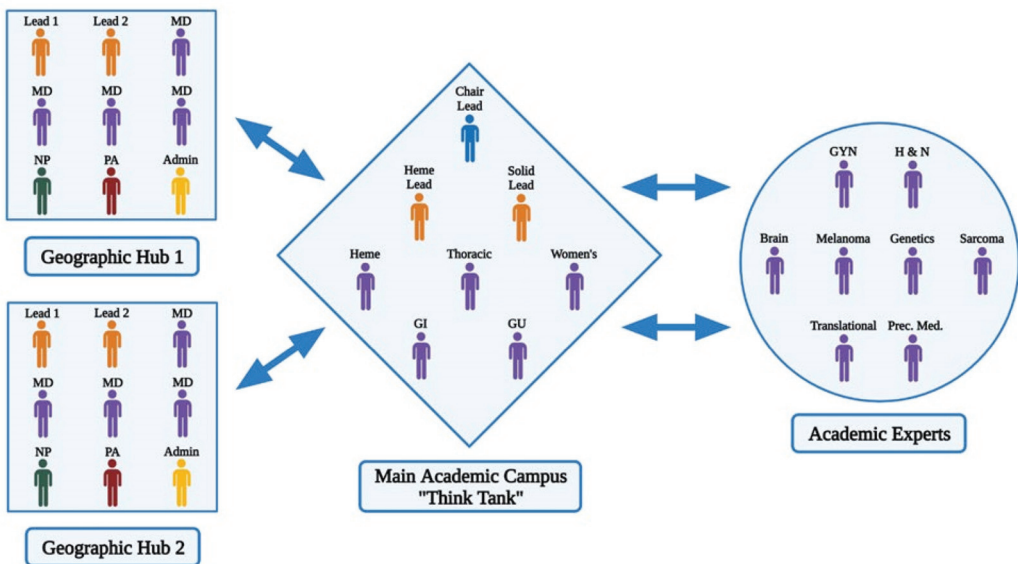 Lead 1 Lead 2 MD
MD MD MD
NP PA Admin
Geographic Hub 1
Lead 1 Lead 2 MD
MD MD MD
NP PA Admin
Geographic Hub 2
Chair
Lead
Heme
Lead
Solid
Lead
Heme Thoracic Women's
GI GU
Main Academic Campus
"Think Tank"
GYN H & N
Brain Melanoma Genetics Sarcoma
Translational Prec. Med.
Academic Experts